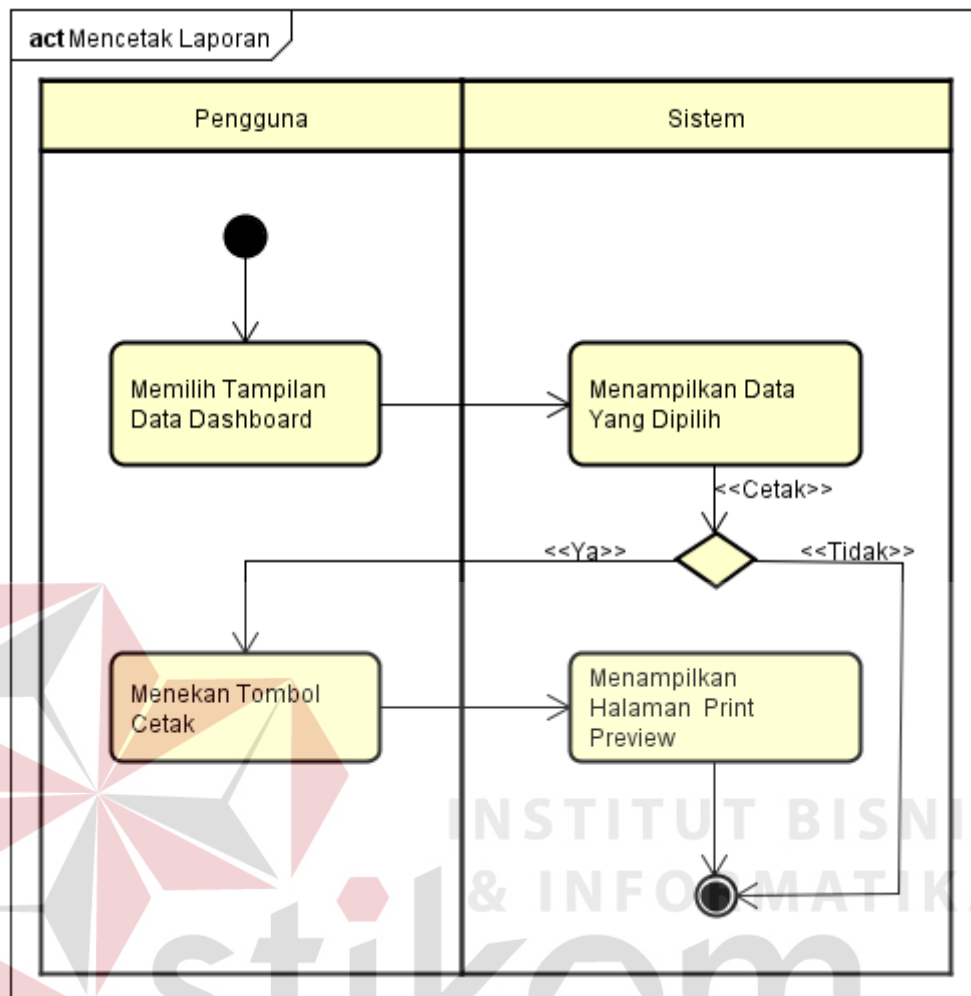 act Mencetak Laporan
Pengguna
Sistem
Memilih Tampilan
Data Dashboard
Menampilkan Data
Yang Dipilih
<<Cetak>>
<<Ya>>
<<Tidak>>
Menekan Tombol
Cetak
Menampilkan
Halaman Print
Preview
INSTITUT BISNI
& INFORMATIKA
stikom